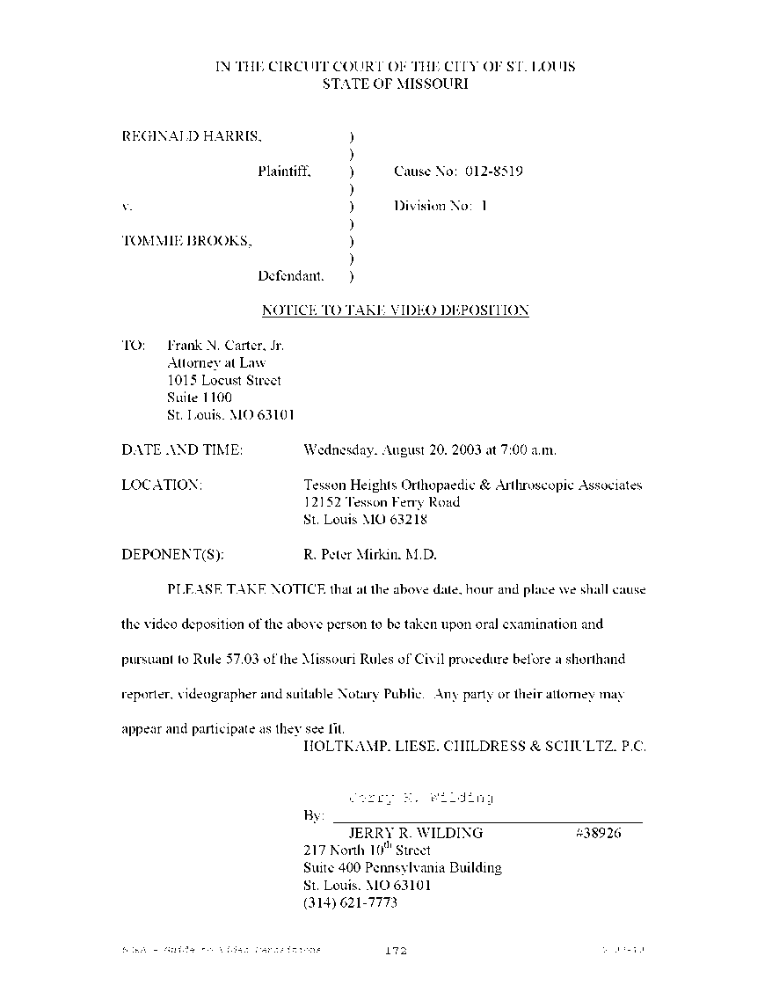 IN THE CIRCUIT COURT OF THE CITY OF ST. LOUIS
STATE OF MISSOURI
REGINALD HARRIS, )
)
Plaintiff, ) Cause No: 012-8519
)
v. ) Division No: 1
)
TOMMIE BROOKS, )
)
Defendant. )
NOTICE TO TAKE VIDEO DEPOSITION
TO: Frank N. Carter, Jr.
Attorney at Law
1015 Locust Street
Suite 1100
St. Louis, MO 63101
DATE AND TIME: Wednesday, August 20, 2003 at 7:00 a.m.
LOCATION: Tesson Heights Orthopaedic & Arthroscopic Associates
12152 Tesson Ferry Road
St. Louis MO 63218
DEPONENT(S): R. Peter Mirkin, M.D.
PLEASE TAKE NOTICE that at the above date, hour and place we shall cause
the video deposition of the above person to be taken upon oral examination and
pursuant to Rule 57.03 of the Missouri Rules of Civil procedure before a shorthand
reporter, videographer and suitable Notary Public. Any party or their attorney may
appear and participate as they see fit.
HOLTKAMP, LIESE, CHILDRESS & SCHULTZ, P.C.
Jerry R. Wilding
By:
JERRY R. WILDING #38926
217 North 10th Street
Suite 400 Pennsylvania Building
St. Louis, MO 63101
(314) 621-7773
- Guide to Video Depositions 172